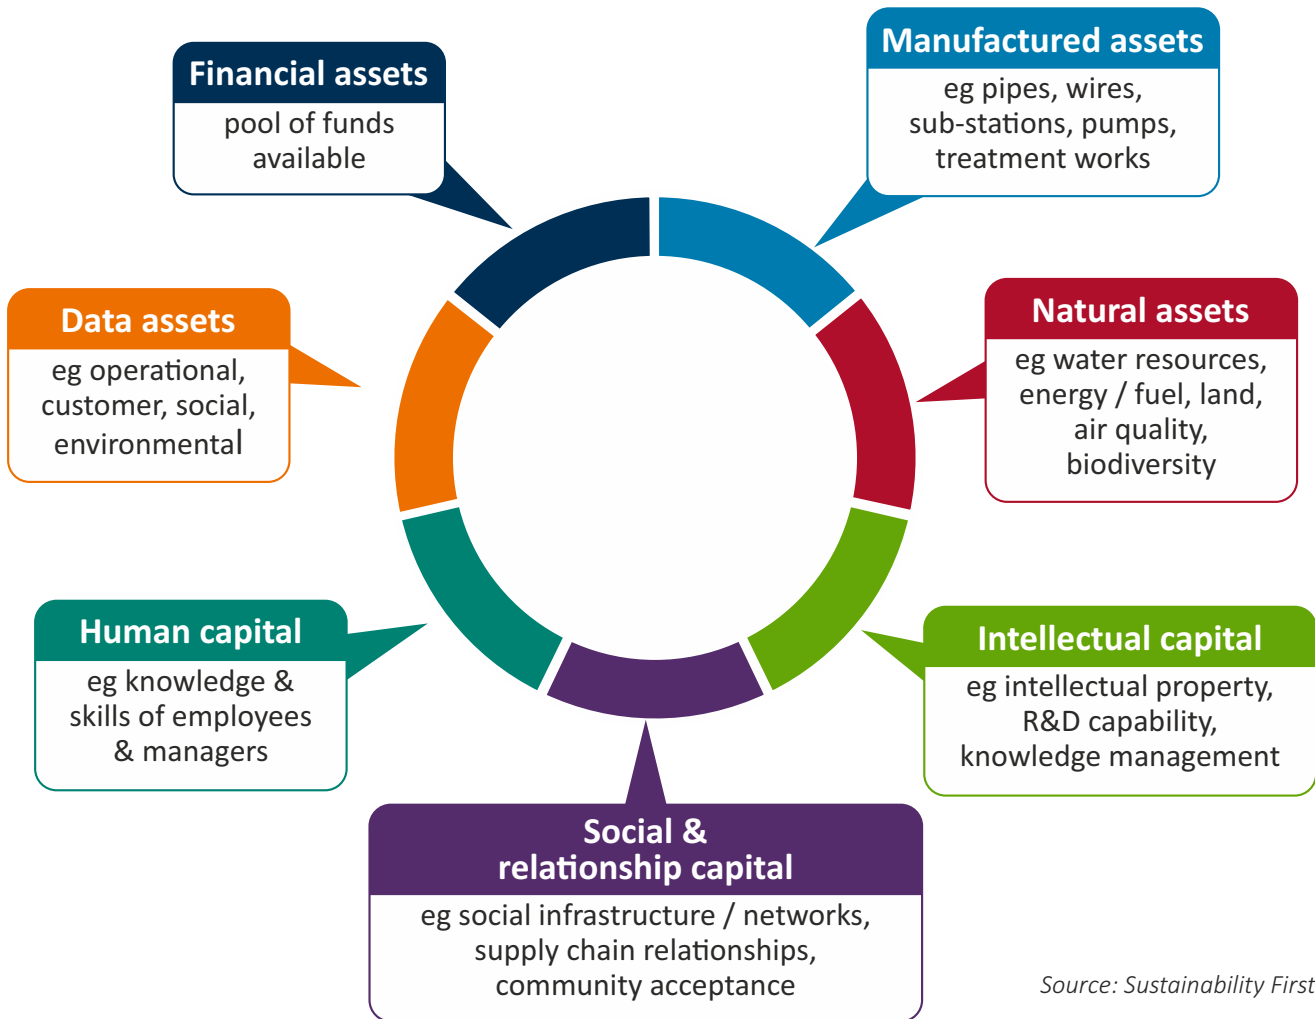 Financial assets
pool of funds
available
Manufactured assets
eg pipes, wires,
sub-stations, pumps,
treatment works
Data assets
eg operational,
customer, social,
environmental
Natural assets
eg water resources,
energy / fuel, land,
air quality,
biodiversity
Human capital
eg knowledge &
skills of employees
& managers
Intellectual capital
eg intellectual property,
R&D capability,
knowledge management
Social &
relationship capital
eg social infrastructure / networks,
supply chain relationships,
community acceptance
Source: Sustainability First